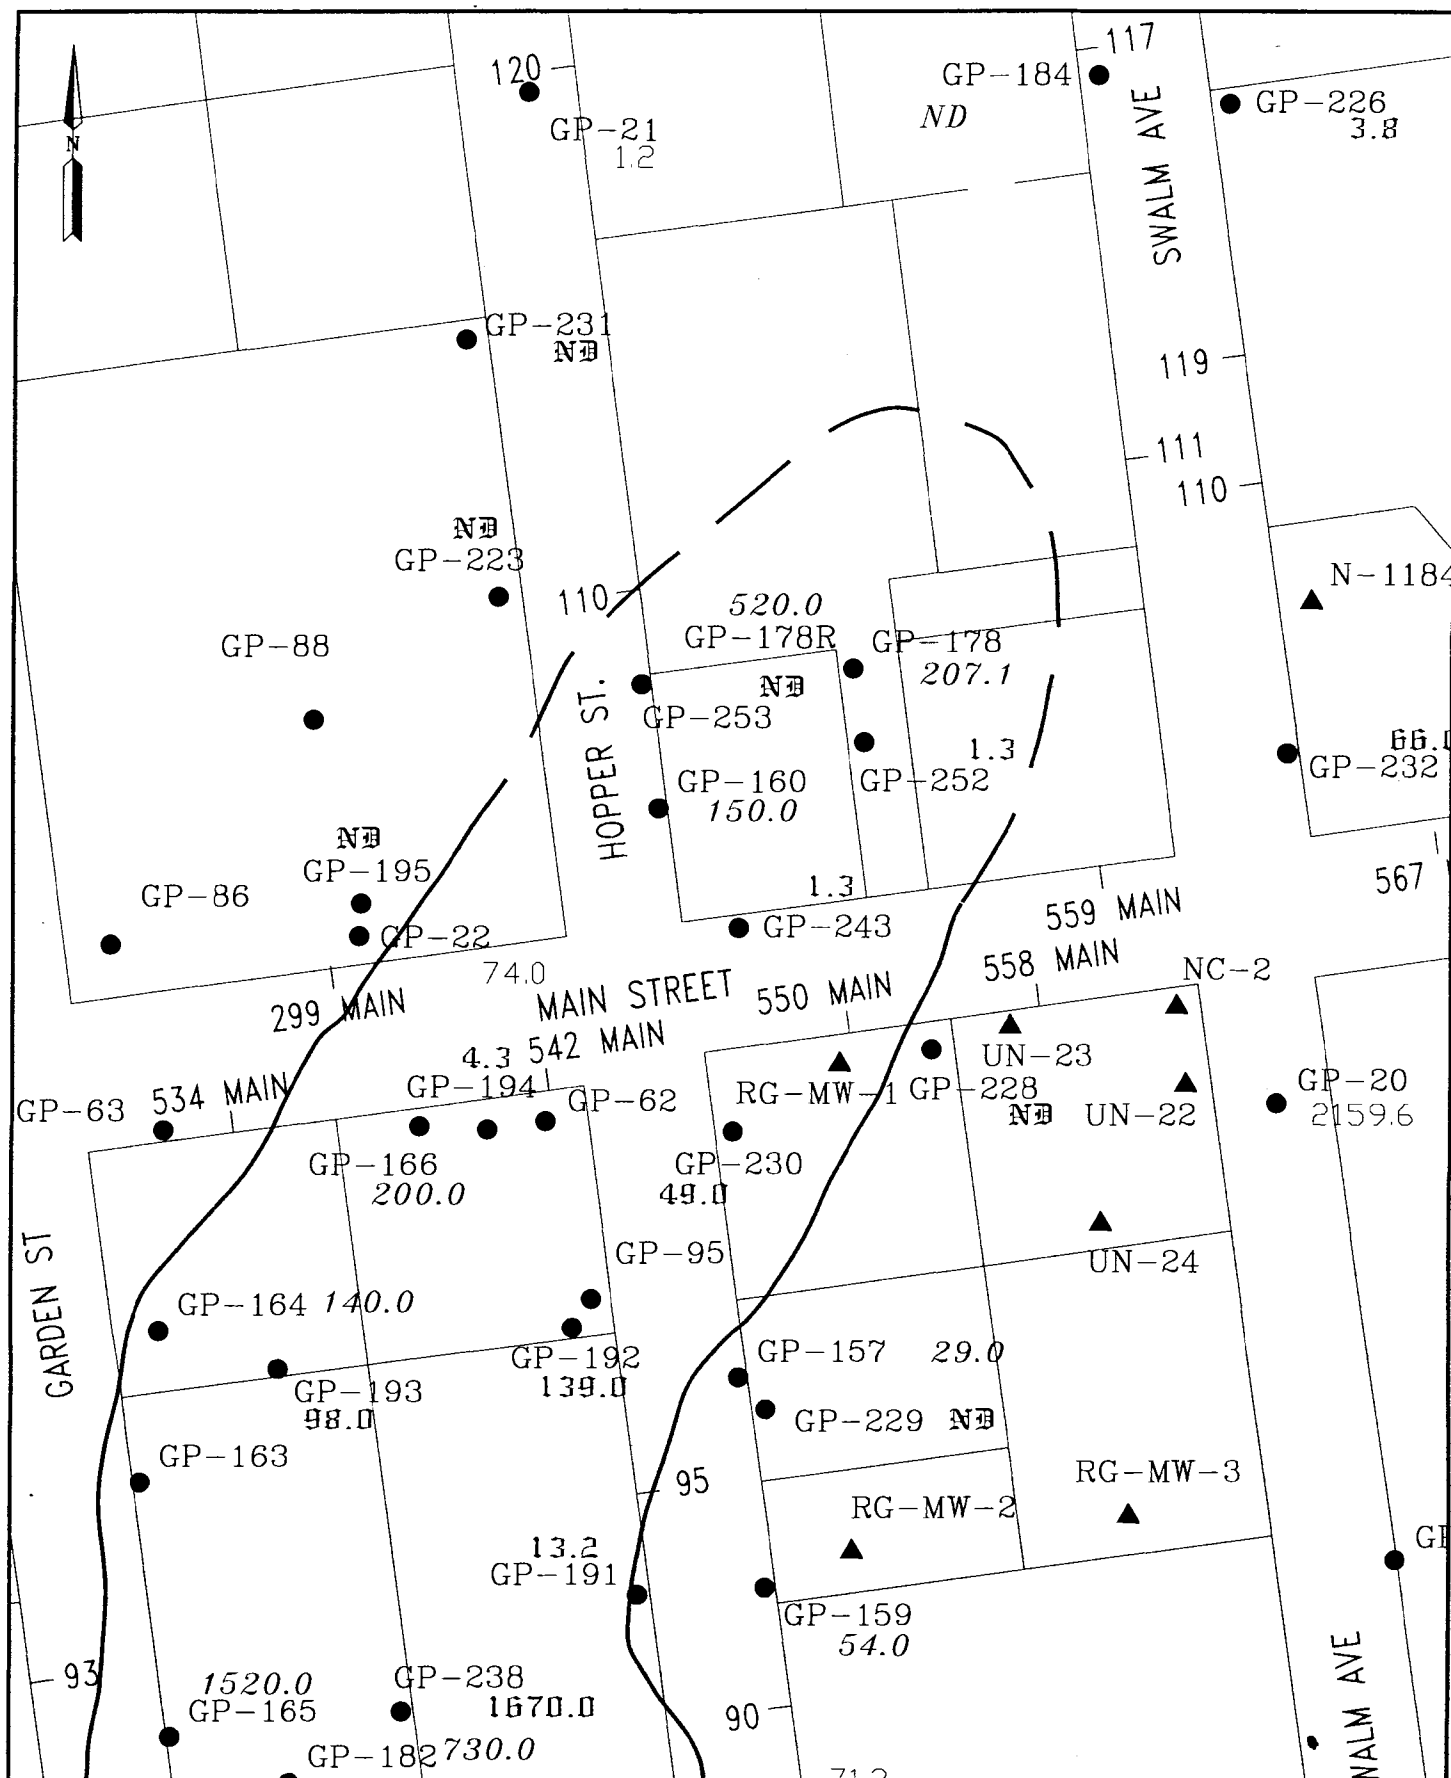 117
120
GP-184
GP-226
3.8
ND
GP-21
1.2
N
SWALM AVE
GP-231
ND
119
111
110
ND
GP-223
N-1184
110
520.0
GP-178R
GP-178
207.1
GP-88
ND
GP-253
HOPPER ST.
1.3
GP-252
66.0
GP-232
GP-160
150.0
ND
GP-195
GP-86
1.3
GP-243
567
559 MAIN
GP-22
74.0
558 MAIN
NC-2
299 MAIN
MAIN STREET
550 MAIN
4.3
542 MAIN
UN-23
GP-194
534 MAIN
GP-63
GP-62
RG-MW-1
GP-228
ND
UN-22
GP-20
2159.6
GP-166
200.0
GP-230
49.0
GARDEN ST
GP-95
UN-24
GP-164
140.0
GP-192
139.0
GP-157
29.0
GP-193
98.0
GP-229
ND
GP-163
95
RG-MW-3
RG-MW-2
13.2
GP-191
GP-159
54.0
93
1520.0
GP-165
GP-238
1670.0
90
GP-182
730.0